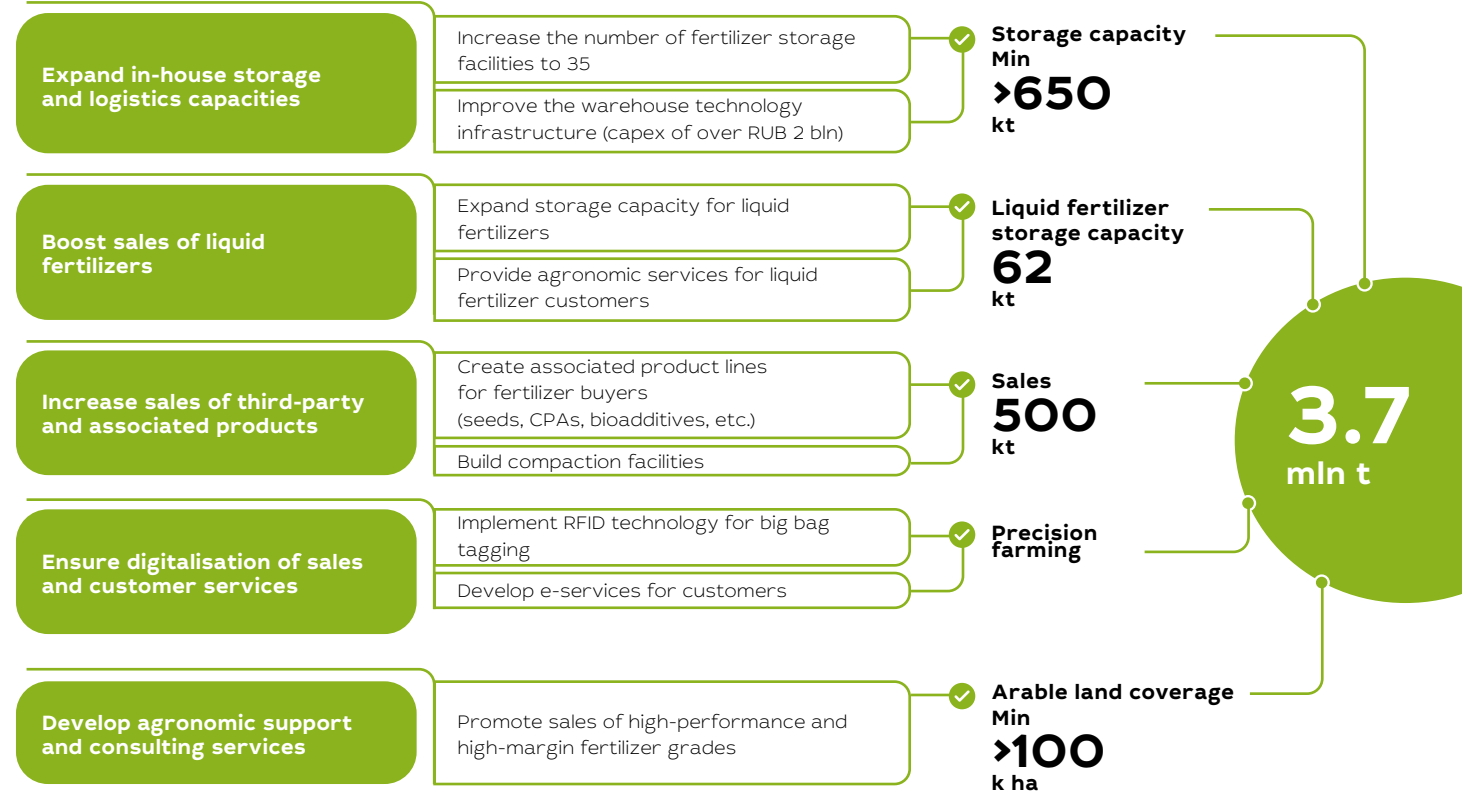 Expand in-house storage
and logistics capacities
Increase the number of fertilizer storage
facilities to 35
Improve the warehouse technology
infrastructure (capex of over RUB 2 bln)
Storage capacity
Min
>650
kt
Boost sales of liquid
fertilizers
Expand storage capacity for liquid
fertilizers
Provide agronomic services for liquid
fertilizer customers
Liquid fertilizer
storage capacity
62
kt
Increase sales of third-party
and associated products
Create associated product lines
for fertilizer buyers
(seeds, CPAs, bioadditives, etc.)
Build compaction facilities
Sales
500
kt
Ensure digitalisation of sales
and customer services
Implement RFID technology for big bag
tagging
Develop e-services for customers
Precision
farming
Develop agronomic support
and consulting services
Promote sales of high-performance and
high-margin fertilizer grades
Arable land coverage
Min
>100
k ha
3.7
mln t